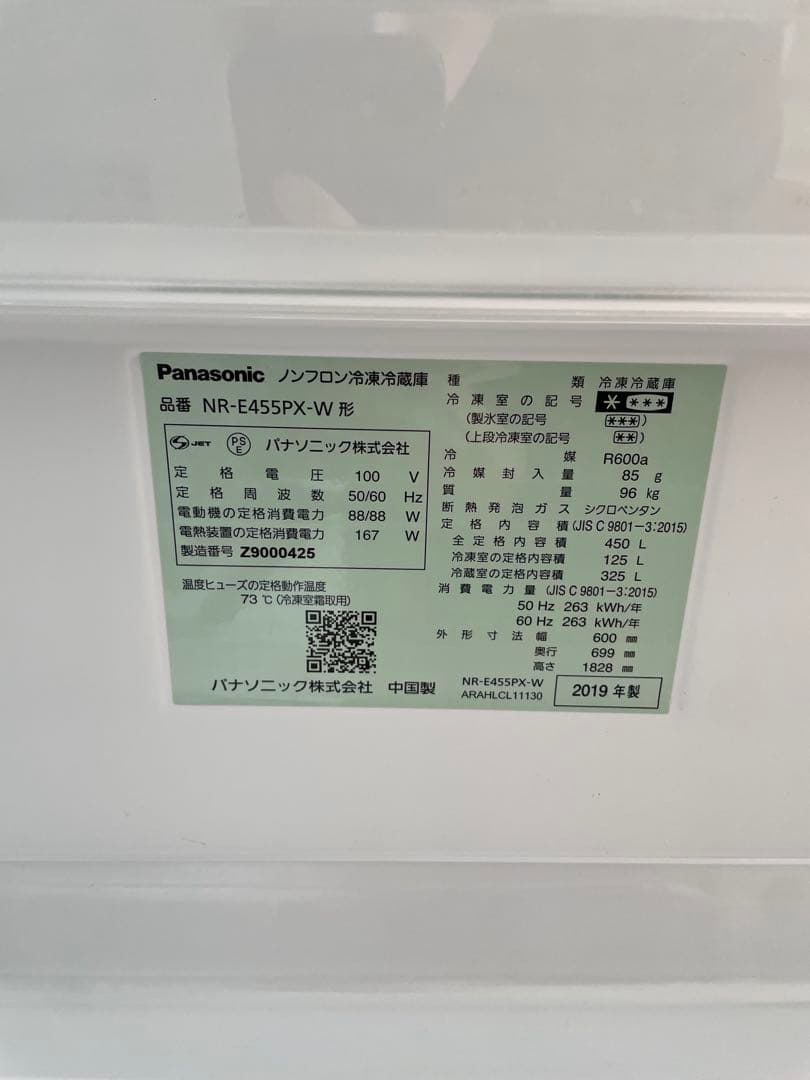 Panasonic ノンフロン冷凍冷蔵庫
品番 NR-E455PX-W 形
JET PS E パナソニック株式会社
定格電圧 100 V
定格周波数 50/60 Hz
電動機の定格消費電力 88/88 W
電熱装置の定格消費電力 167 W
製造番号 Z9000425
温度ヒューズの定格動作温度
73 ℃ (冷凍室霜取用)
パナソニック株式会社 中国製
種類 冷凍冷蔵庫
冷凍室の記号 ****
(製氷室の記号 ***)
(上段冷凍室の記号 **)
冷媒 R600a
冷媒封入量 85 g
質量 96 kg
断熱発泡ガス シクロペンタン
定格内容積 (JIS C 9801-3:2015)
全定格内容積 450 L
冷凍室の定格内容積 125 L
冷蔵室の定格内容積 325 L
消費電力量 (JIS C 9801-3:2015)
50 Hz 263 kWh/年
60 Hz 263 kWh/年
外形寸法 幅 600 ㎜
奥行 699 ㎜
高さ 1828 ㎜
NR-E455PX-W
ARAHLCL11130
2019 年製